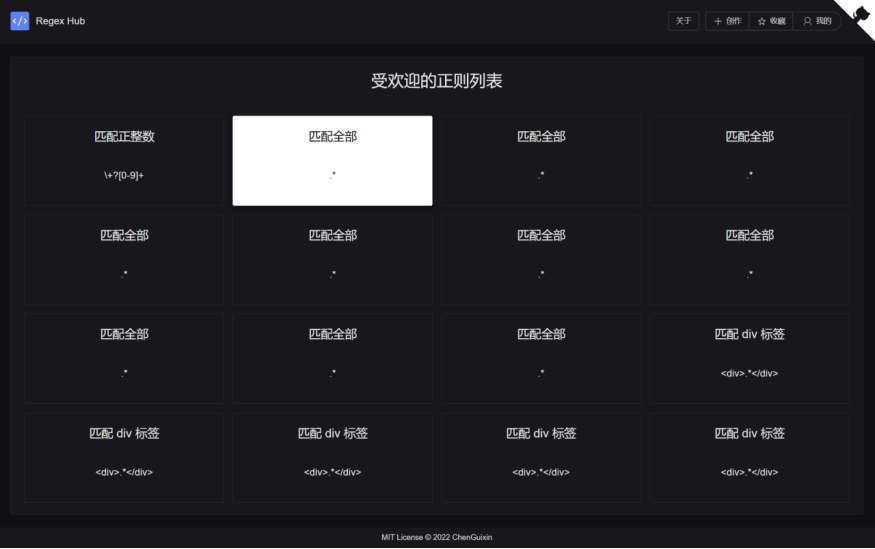 </> Regex Hub
关于 创作 收藏 我的
受欢迎的正则列表
匹配正整数 匹配全部 匹配全部 匹配全部
\+?[0-9]+ .* .* .*
匹配全部 匹配全部 匹配全部 匹配全部
.* .* .* .*
匹配全部 匹配全部 匹配全部 匹配 div 标签
.* .* .* <div>.*</div>
匹配 div 标签 匹配 div 标签 匹配 div 标签 匹配 div 标签
<div>.*</div> <div>.*</div> <div>.*</div> <div>.*</div>
MIT License © 2022 ChenGuixin